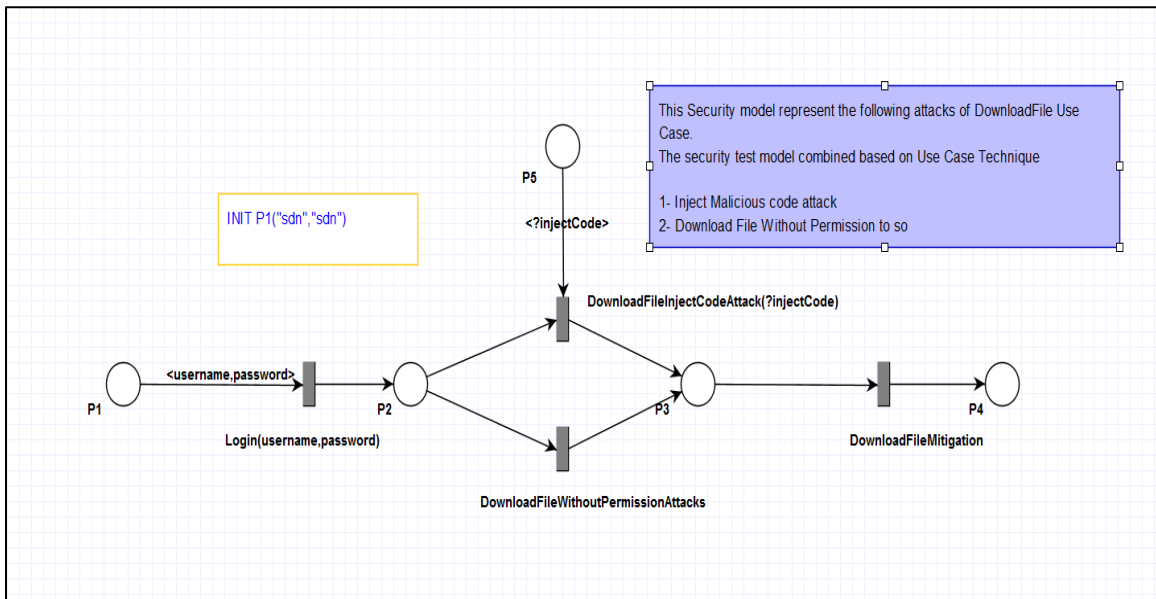 This Security model represent the following attacks of DownloadFile Use
Case.
The security test model combined based on Use Case Technique
1- Inject Malicious code attack
2- Download File Without Permission to so
P5
INIT P1("sdn","sdn")
<?injectCode>
DownloadFileInjectCodeAttack(?injectCode)
<username,password>
P1
P2
P3
P4
Login(username,password)
DownloadFileMitigation
DownloadFileWithoutPermissionAttacks